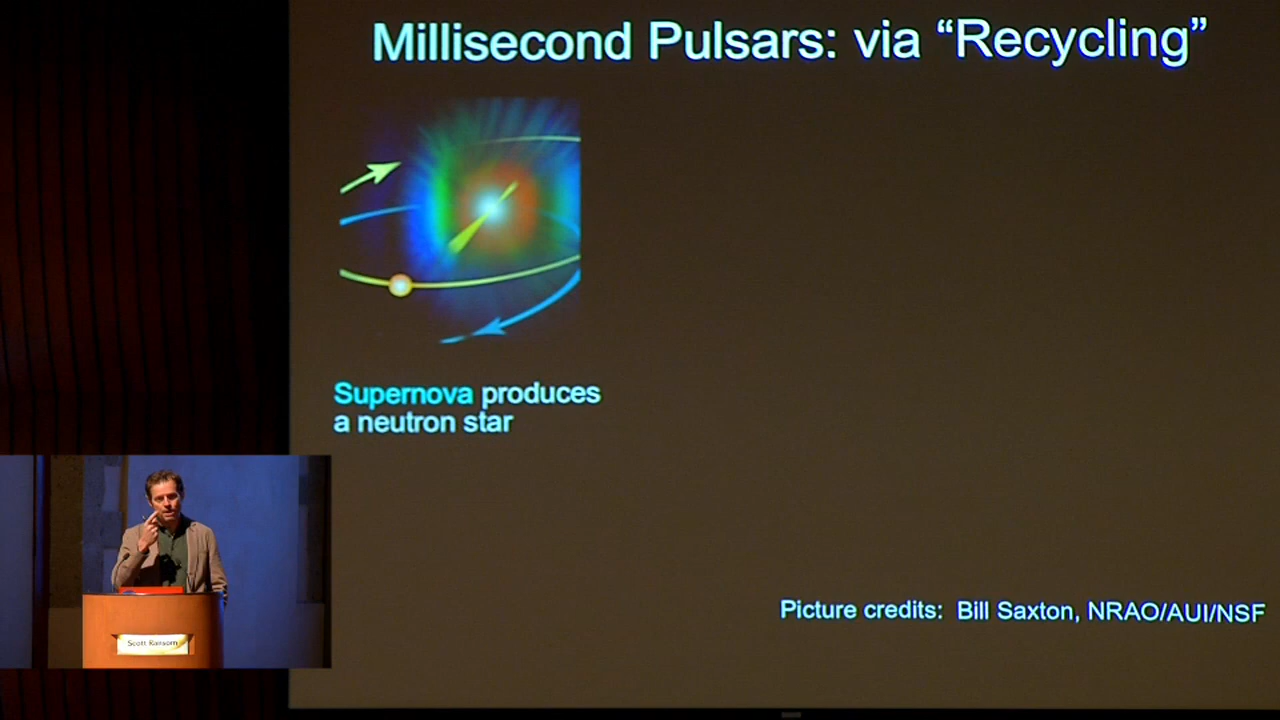 Millisecond Pulsars: via “Recycling”
Supernova produces
a neutron star
Picture credits: Bill Saxton, NRAO/AUI/NSF
Scott Ransom